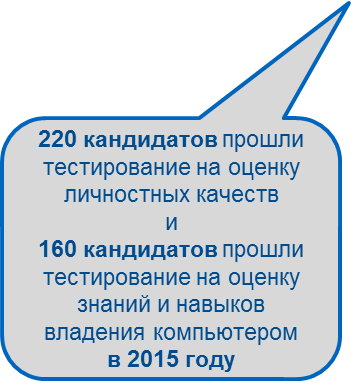 220 кандидатов прошли
тестирование на оценку
личностных качеств
и
160 кандидатов прошли
тестирование на оценку
знаний и навыков
владения компьютером
в 2015 году